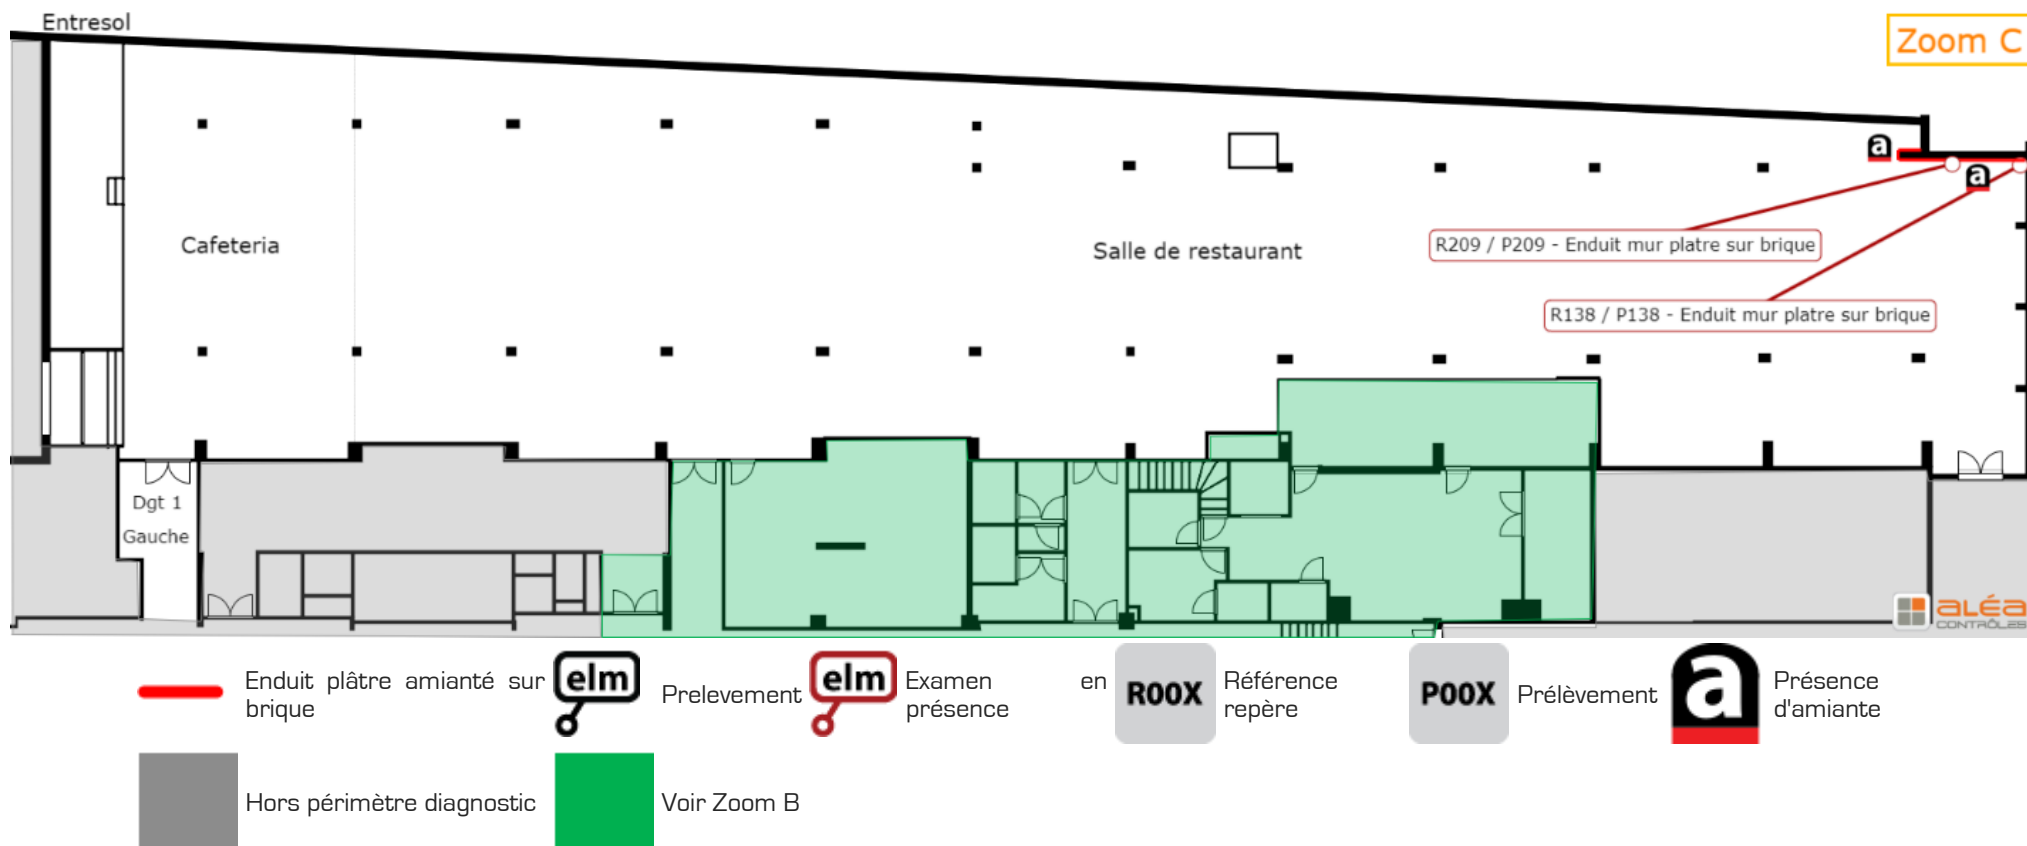 Entresol
Zoom C
a
a
R209 / P209 - Enduit mur platre sur brique
Cafeteria
Salle de restaurant
R138 / P138 - Enduit mur platre sur brique
Dgt 1
Gauche
aléa
CONTRÔLES
Enduit plâtre amianté sur
brique
elm
Prelevement
elm
Examen en
présence
R00X
Référence
repère
P00X
Prélèvement
a
Présence
d'amiante
Hors périmètre diagnostic
Voir Zoom B